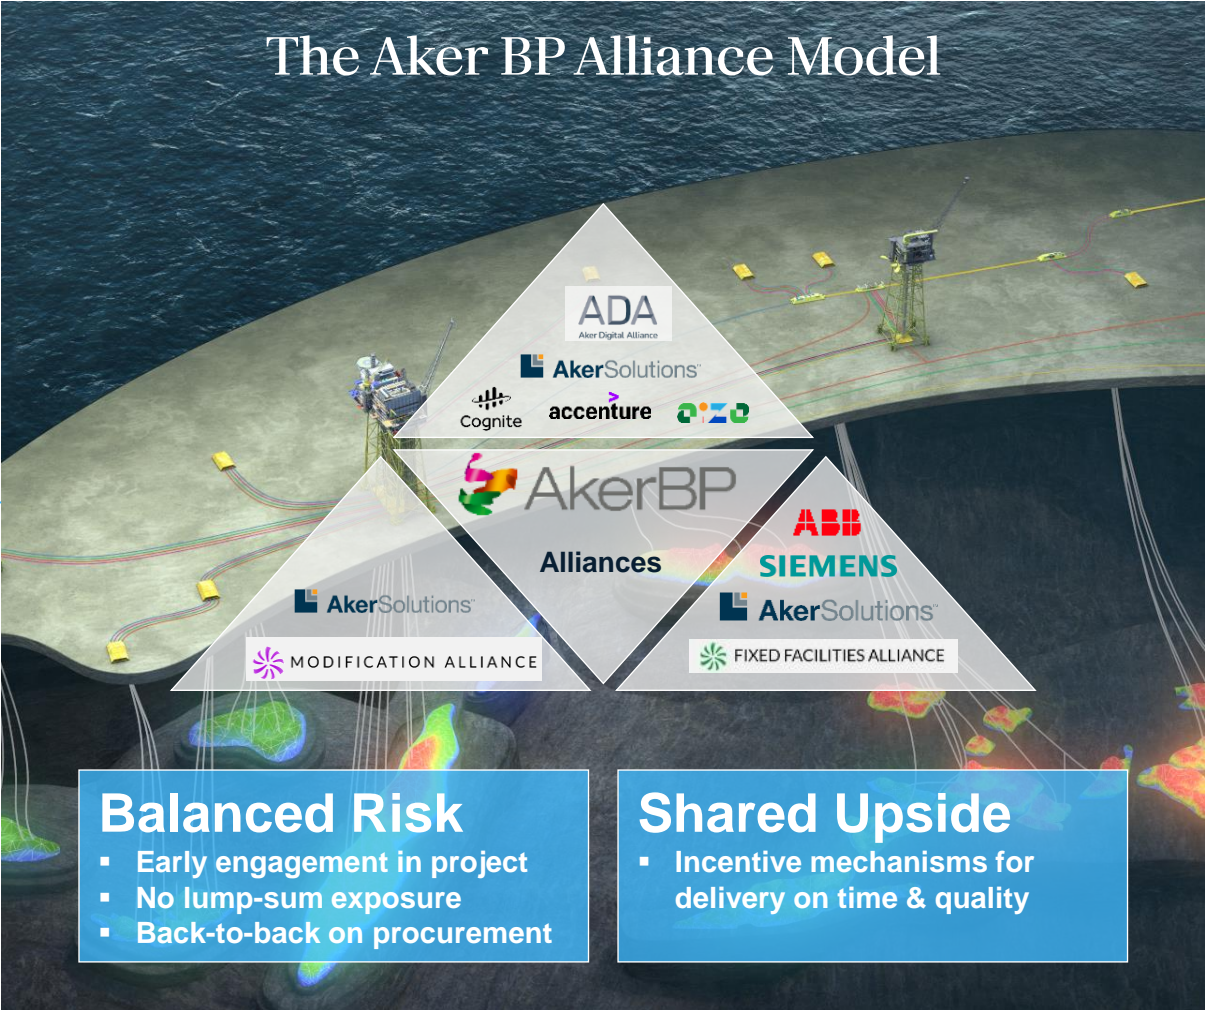 The Aker BP Alliance Model
ADA
Aker Digital Alliance
AkerSolutions
Cognite
accenture
aize
AkerBP
Alliances
AkerSolutions
MODIFICATION ALLIANCE
ABB
SIEMENS
AkerSolutions
FIXED FACILITIES ALLIANCE
Balanced Risk
▪ Early engagement in project
▪ No lump-sum exposure
▪ Back-to-back on procurement
Shared Upside
▪ Incentive mechanisms for
delivery on time & quality